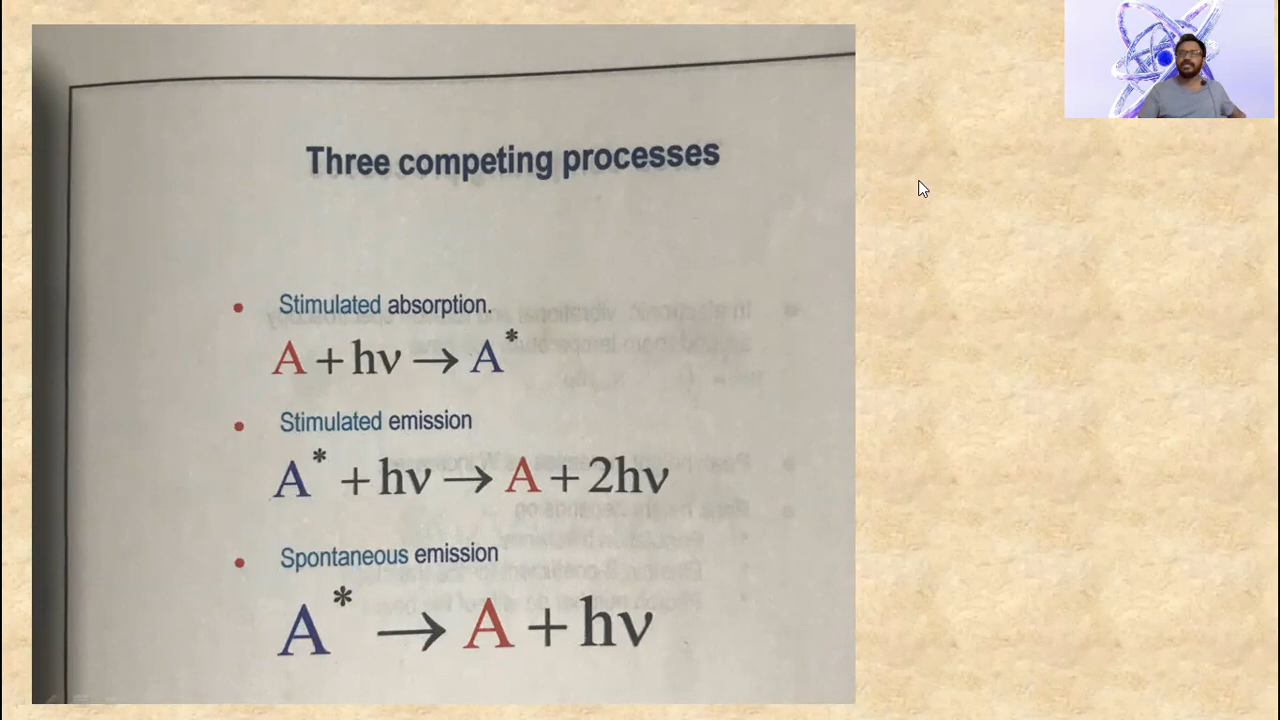 Three competing processes
• Stimulated absorption.
A + hν → A*
• Stimulated emission
A* + hν → A + 2hν
• Spontaneous emission
A* → A + hν